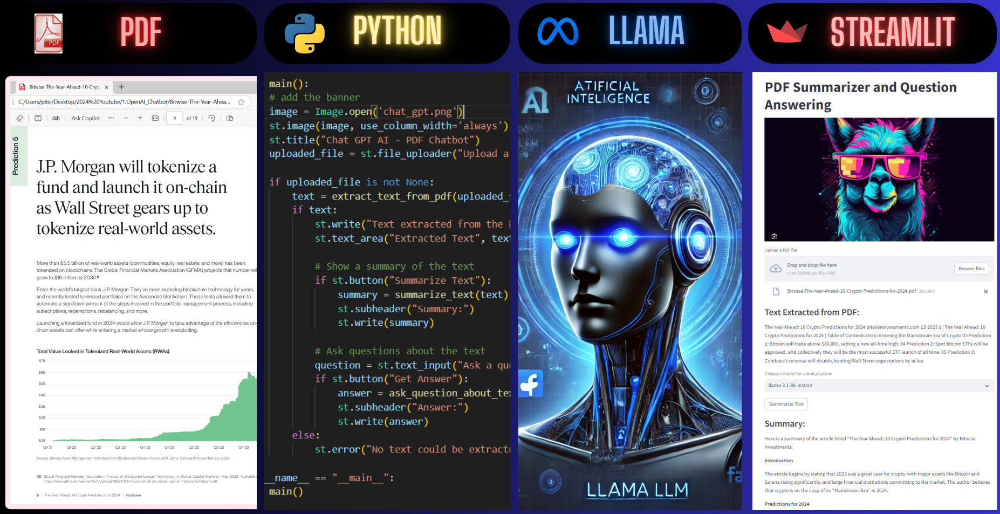 PDF
PDF
Bitwise-The-Year-Ahead-10-Crypt
C:/Users/pitsi/Desktop/2024%20Youtube/1.OpenAI_Chatbot/Bitwise-The-Year-Ahea...
Ask Copilot
9
of 19
Prediction 5
J.P. Morgan will tokenize a
fund and launch it on-chain
as Wall Street gears up to
tokenize real-world assets.
More than $5.5 billion of real-world assets (commodities, equity, real estate, and more) has been
tokenized on blockchains. The Global Financial Markets Association (GFMA) projects that number wil
grow to $16 trillion by 2030.⁶
Enter the world's largest bank, J.P. Morgan. They've been exploring blockchain technology for years,
and recently tested tokenized portfolios on the Avalanche blockchain. Those tests allowed them to
automate a significant amount of the steps involved in the portfolio management process, including
subscriptions, redemptions, rebalancing, and more.
Launching a tokenized fund in 2024 would allow J.P. Morgan to take advantage of the efficiencies on-
chain assets can offer while entering a market whose growth is exploding.
Total Value Locked in Tokenized Real-World Assets (RWAs)
$7B
$6B
$5B
$4B
$3B
$2B
$1B
$0B
Q4 '21 Q1 '22 Q2 '22 Q3 '22 Q4 '22 Q1 '23 Q2 '23 Q3 '23 Q4 '23
Source: Bitwise Asset Management with data from Blockworks Research and DeFi Llama. Data as of November 30, 2023.
(6) Global Financial Markets Association, "Impact of Distributed Ledger Technology in Global Capital Markets," May 2023. Available
https://www.gfma.org/wp-content/uploads/2023/05/impact-of-dlt-on-global-capital-markets-full-report.pdf.
8 | The Year Ahead: 10 Crypto Predictions for 2024 | Predictions
PYTHON
main():
# add the banner
image = Image.open('chat_gpt.png')
st.image(image, use_column_width='always')
st.title("Chat GPT AI - PDF Chatbot")
uploaded_file = st.file_uploader("Upload a
if uploaded_file is not None:
text = extract_text_from_pdf(uploaded_
if text:
st.write("Text extracted from the
st.text_area("Extracted Text", text
# Show a summary of the text
if st.button("Summarize Text"):
summary = summarize_text(text)
st.subheader("Summary:")
st.write(summary)
# Ask questions about the text
question = st.text_input("Ask a qu
if st.button("Get Answer"):
answer = ask_question_about_te
st.subheader("Answer:")
st.write(answer)
else:
st.error("No text could be extracte
__name__ == "__main__":
main()
LLAMA
AI
ATIFICIAL
INTELIGENCE
f
fa
LLAMA LLM
STREAMLIT
PDF Summarizer and Question
Answering
Upload a PDF file
Drag and drop file here
Limit 200MB per file • PDF
Browse files
Bitwise-The-Year-Ahead-10-Crypto-Predictions-for-2024.pdf 392.8KB
Text Extracted from PDF:
The Year Ahead: 10 Crypto Predictions for 2024 bitwiseinvestments.com 12-2023 1 | The Year Ahead: 10
Crypto Predictions for 2024 | Table of Contents Intro: Entering the Mainstream Era of Crypto 03 Prediction
1: Bitcoin will trade above $80,000, setting a new all-time high. 04 Prediction 2: Spot bitcoin ETFs will be
approved, and collectively they will be the most successful ETF launch of all time. 05 Prediction 3:
Coinbase's revenue will double, beating Wall Street expectations by at lea
Choose a model for summarization:
llama-3.1-8b-instant
Summarize Text
Summary:
Here is a summary of the article titled "The Year Ahead: 10 Crypto Predictions for 2024" by Bitwise
Investments:
Introduction
The article begins by stating that 2023 was a great year for crypto, with major assets like Bitcoin and
Solana rising significantly, and large financial institutions committing to the market. The author believes
that crypto is on the cusp of its "Mainstream Era" in 2024.
Predictions for 2024